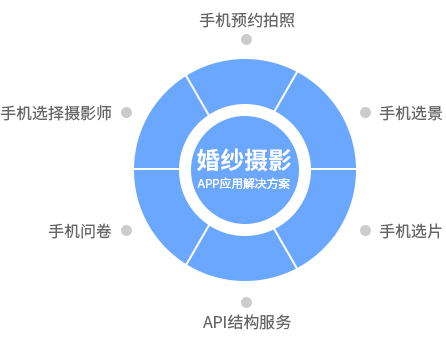 手机预约拍照
手机选择摄影师
手机选景
婚纱摄影
APP应用解决方案
手机问卷
手机选片
API结构服务